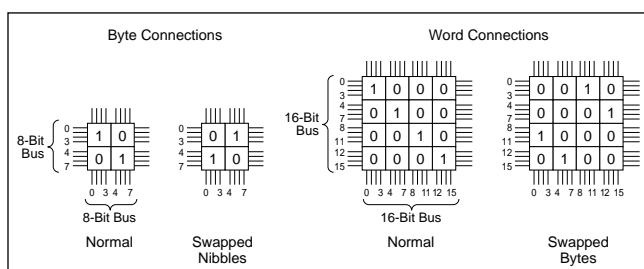 Byte Connections
Word Connections
8-Bit
Bus
0
3
4
7
1 0
0 1
0 3 4 7
8-Bit Bus
Normal
0 1
1 0
0 3 4 7
Swapped
Nibbles
16-Bit
Bus
0
3
4
7
8
11
12
15
1 0 0 0
0 1 0 0
0 0 1 0
0 0 0 1
0 3 4 7 8 11 12 15
16-Bit Bus
Normal
0
3
4
7
8
11
12
15
0 0 1 0
0 0 0 1
1 0 0 0
0 1 0 0
0 3 4 7 8 11 12 15
Swapped
Bytes